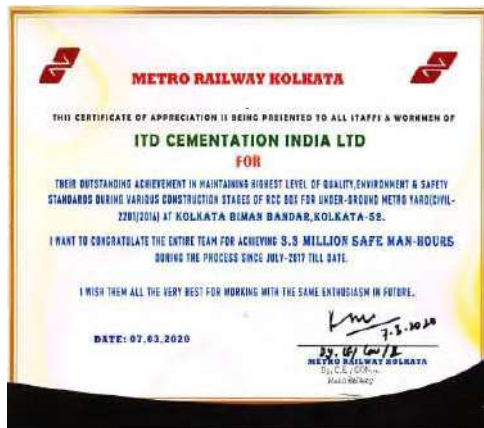 METRO RAILWAY KOLKATA
THIS CERTIFICATE OF APPRECIATION IS BEING PRESENTED TO ALL STAFFS & WORKMEN OF
ITD CEMENTATION INDIA LTD
FOR
THEIR OUTSTANDING ACHIEVEMENT IN MAINTAINING HIGHEST LEVEL OF QUALITY,ENVIRONMENT & SAFETY
STANDARDS DURING VARIOUS CONSTRUCTION STAGES OF RCC BOX FOR UNDER-GROUND METRO YARD(CIVIL-
2201/2014) AT KOLKATA BIMAN BANDAR,KOLKATA-52.
I WANT TO CONGRATULATE THE ENTIRE TEAM FOR ACHIEVING 3.3 MILLION SAFE MAN-HOURS
DURING THE PROCESS SINCE JULY-2017 TILL DATE.
I WISH THEM ALL THE VERY BEST FOR WORKING WITH THE SAME ENTHUSIASM IN FUTURE.
7.3.2020
DATE: 07.03.2020
METRO RAILWAY KOLKATA
Metro Railway